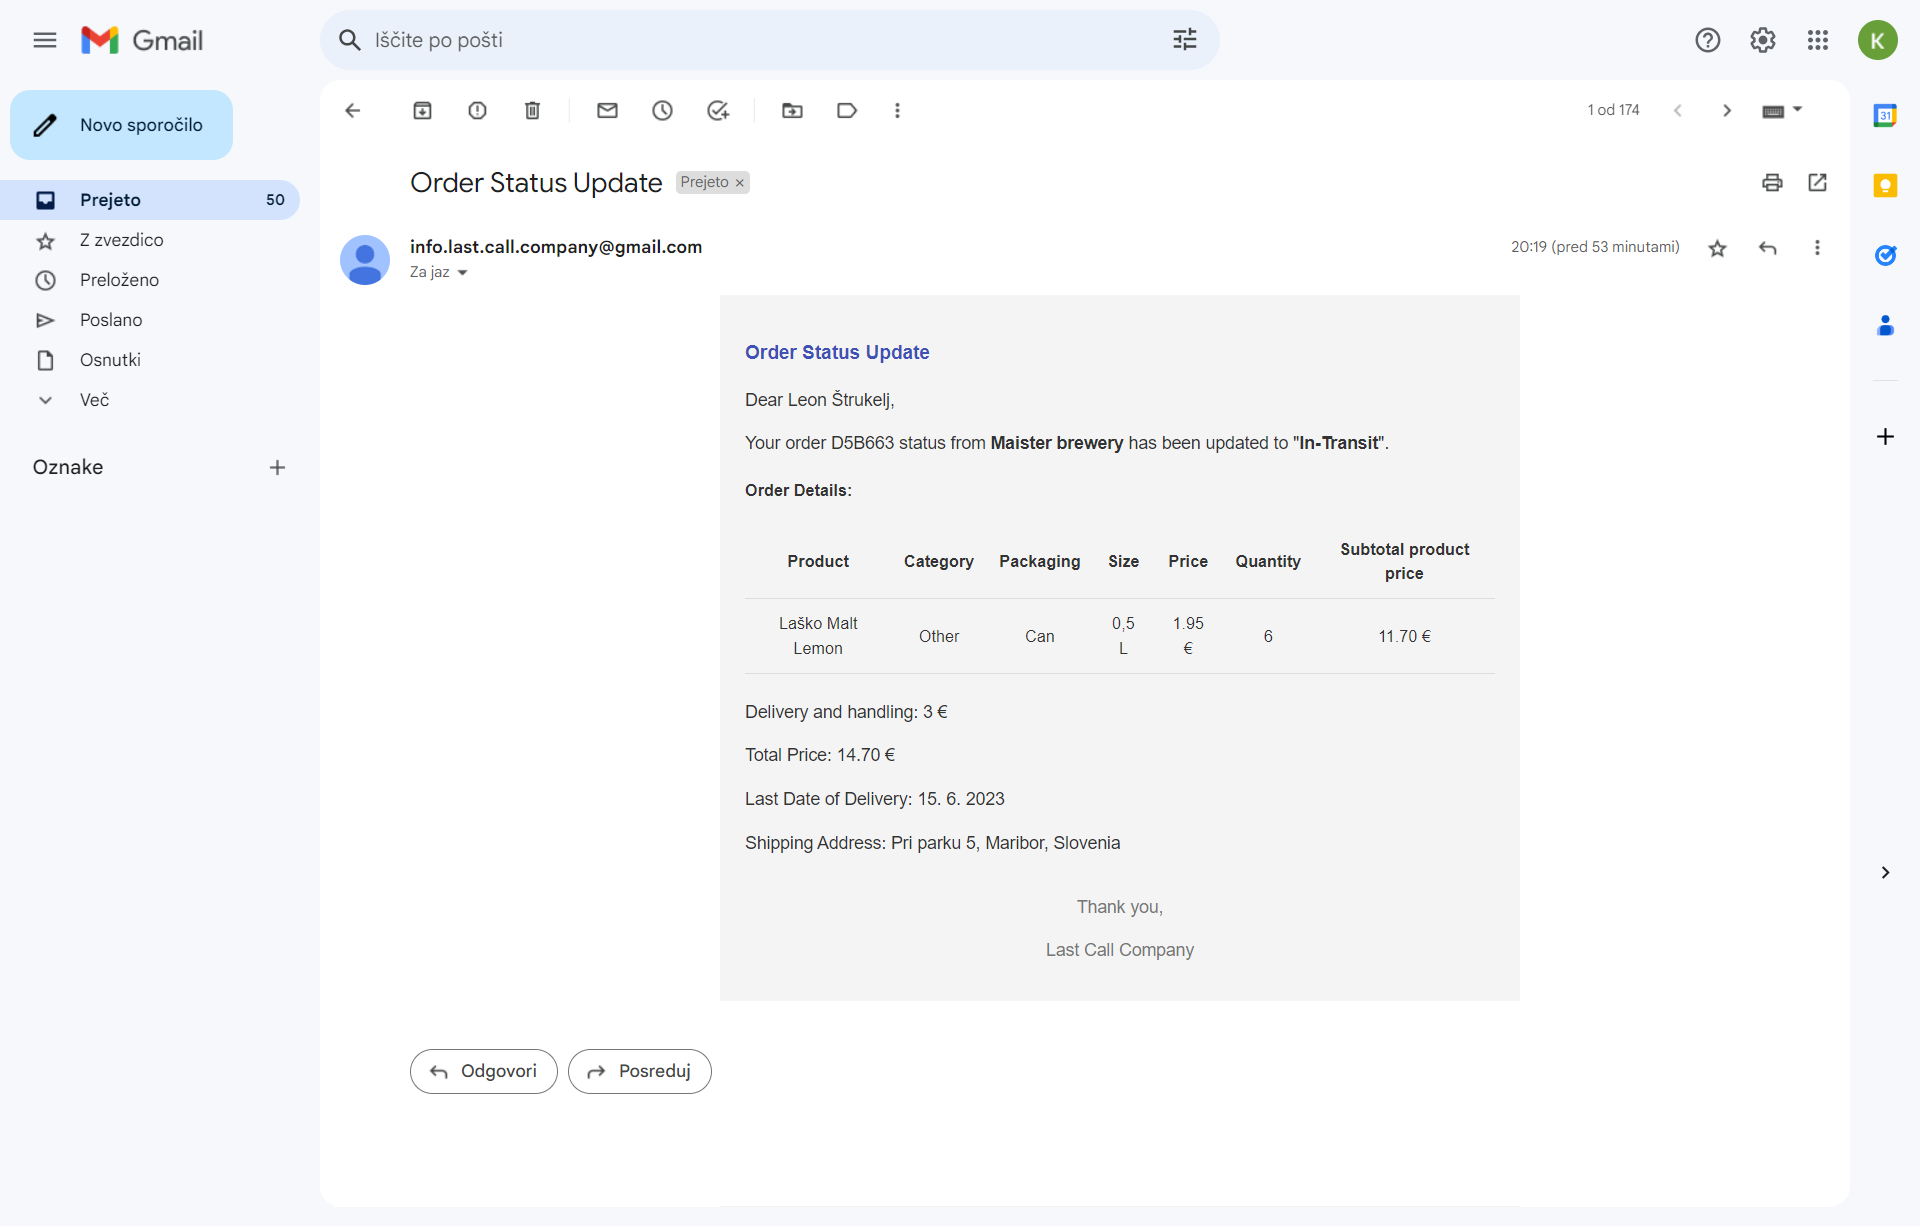 Gmail
Iščite po pošti
K
Novo sporočilo
1 od 174
31
Prejeto 50
Z zvezdico
Preloženo
Poslano
Osnutki
Več
Oznake
Order Status Update Prejeto ×
info.last.call.company@gmail.com
20:19 (pred 53 minutami)
Za jaz
Order Status Update
Dear Leon Štrukelj,
Your order D5B663 status from Maister brewery has been updated to "In-Transit".
Order Details:
Product Category Packaging Size Price Quantity Subtotal product price
Laško Malt Lemon Other Can 0,5 L 1.95 € 6 11.70 €
Delivery and handling: 3 €
Total Price: 14.70 €
Last Date of Delivery: 15. 6. 2023
Shipping Address: Pri parku 5, Maribor, Slovenia
Thank you,
Last Call Company
Odgovori
Posreduj